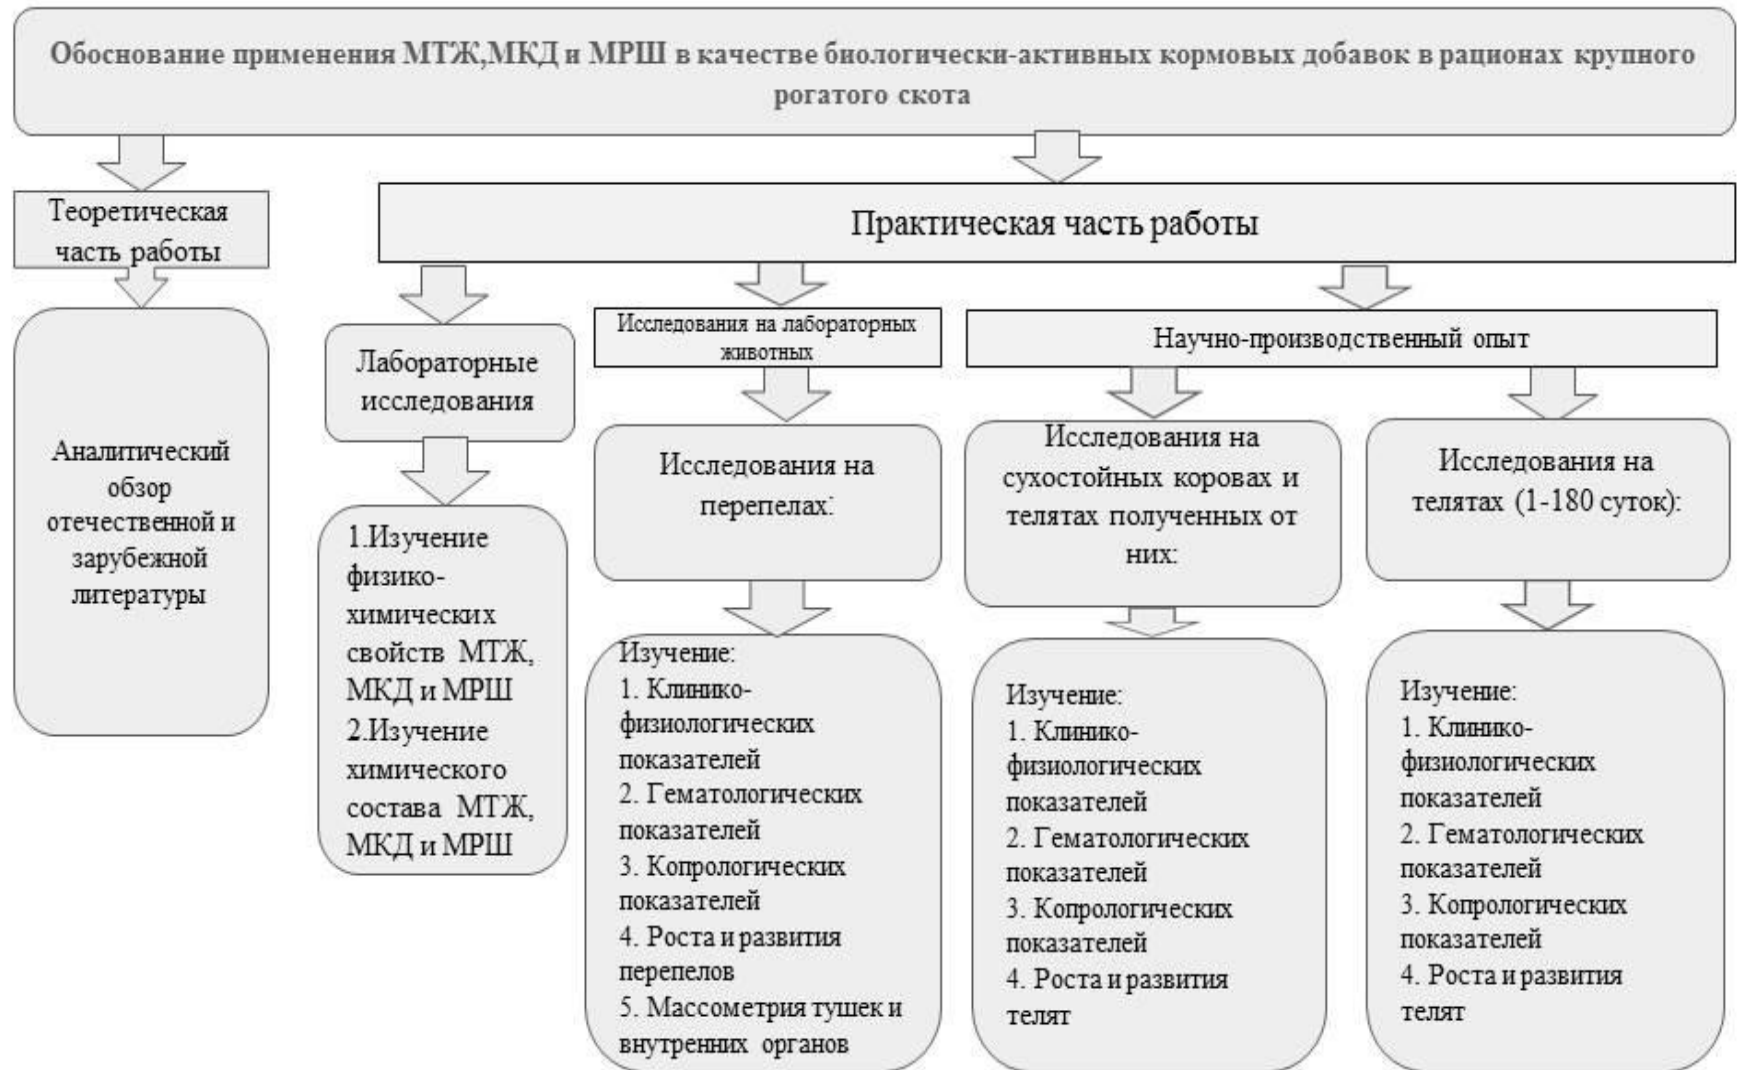 Обоснование применения МТЖ,МКД и МРШ в качестве биологически-активных кормовых добавок в рационах крупного
рогатого скота
Теоретическая
часть работы
Практическая часть работы
Аналитический
обзор
отечественной и
зарубежной
литературы
Лабораторные
исследования
1.Изучение
физико-
химических
свойств МТЖ,
МКД и МРШ
2.Изучение
химического
состава МТЖ,
МКД и МРШ
Исследования на лабораторных
животных
Исследования на
перепелах:
Изучение:
1. Клинико-
физиологических
показателей
2. Гематологических
показателей
3. Копрологических
показателей
4. Роста и развития
перепелов
5. Массометрия тушек и
внутренних органов
Научно-производственный опыт
Исследования на
сухостойных коровах и
телятах полученных от
них:
Изучение:
1. Клинико-
физиологических
показателей
2. Гематологических
показателей
3. Копрологических
показателей
4. Роста и развития
телят
Исследования на
телятах (1-180 суток):
Изучение:
1. Клинико-
физиологических
показателей
2. Гематологических
показателей
3. Копрологических
показателей
4. Роста и развития
телят